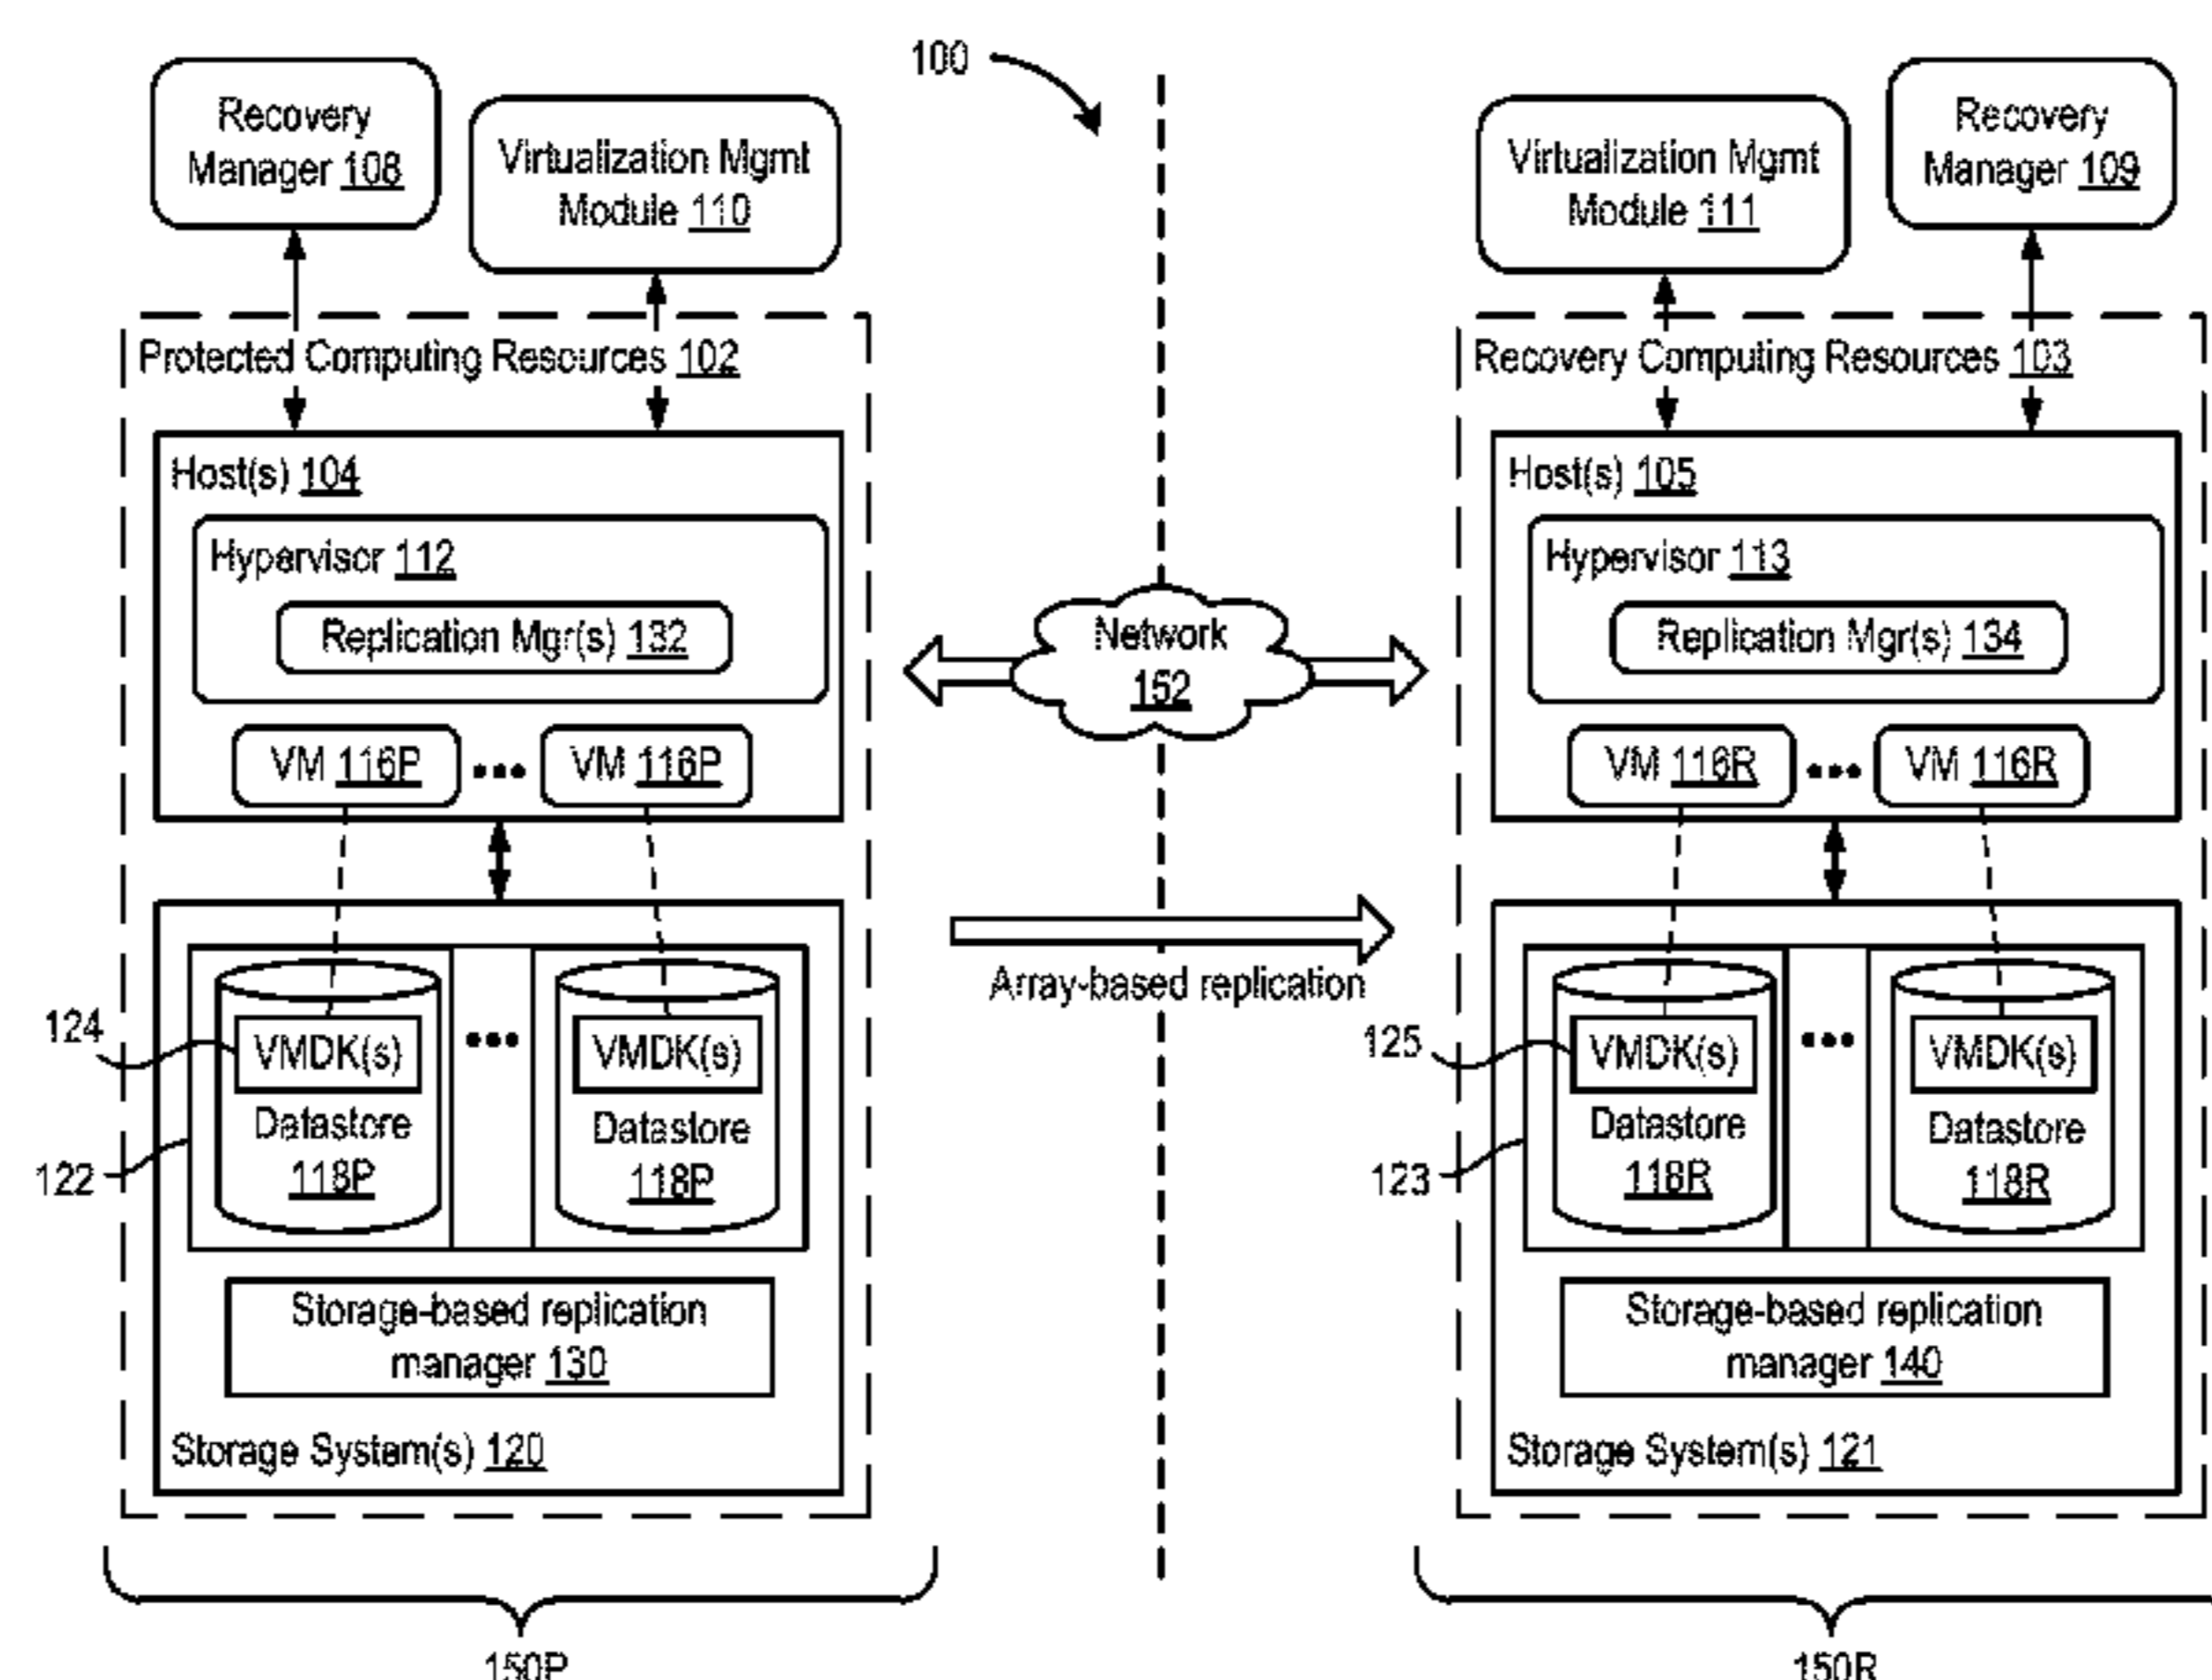 100
Recovery
Manager 108
Virtualization Mgmt
Module 110
Protected Computing Resources 102
Host(s) 104
Hypervisor 112
Replication Mgr(s) 132
VM 116P ••• VM 116P
124
VMDK(s) ••• VMDK(s)
Datastore Datastore
118P 118P
122
Storage-based replication
manager 130
Storage System(s) 120
150P
Network
152
Array-based replication
Virtualization Mgmt
Module 111
Recovery
Manager 109
Recovery Computing Resources 103
Host(s) 105
Hypervisor 113
Replication Mgr(s) 134
VM 116R ••• VM 116R
125
VMDK(s) ••• VMDK(s)
Datastore Datastore
118R 118R
123
Storage-based replication
manager 140
Storage System(s) 121
150R